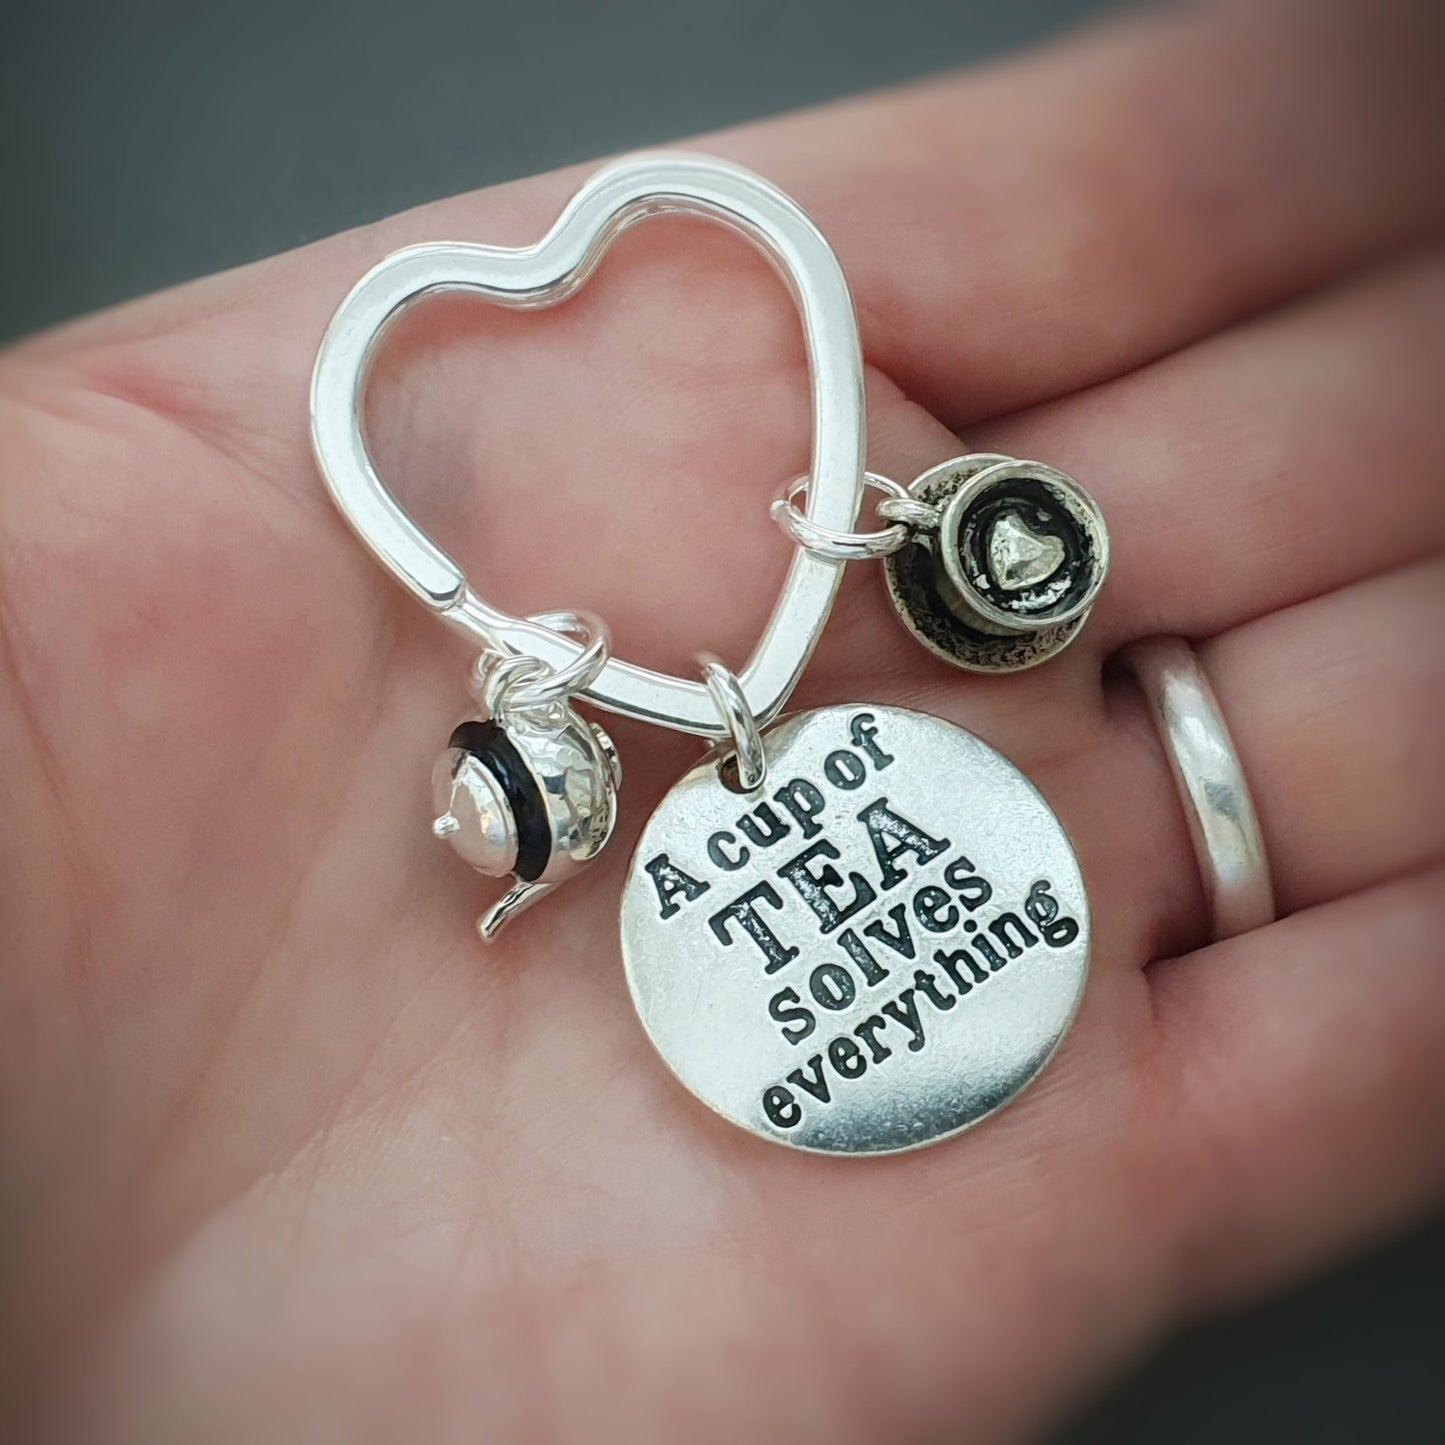 A cup of
TEA
solves
everything